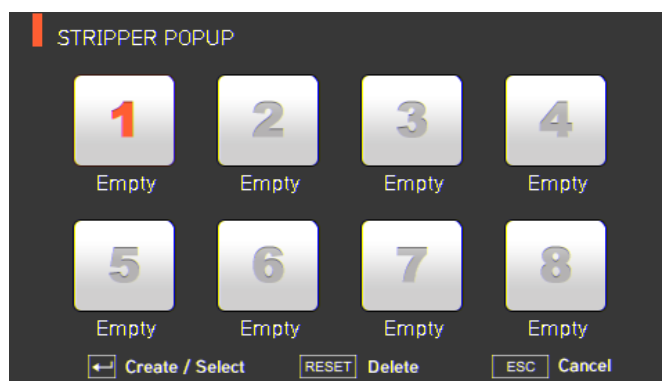 STRIPPER POPUP
1 2 3 4
Empty Empty Empty Empty
5 6 7 8
Empty Empty Empty Empty
Create / Select RESET Delete ESC Cancel